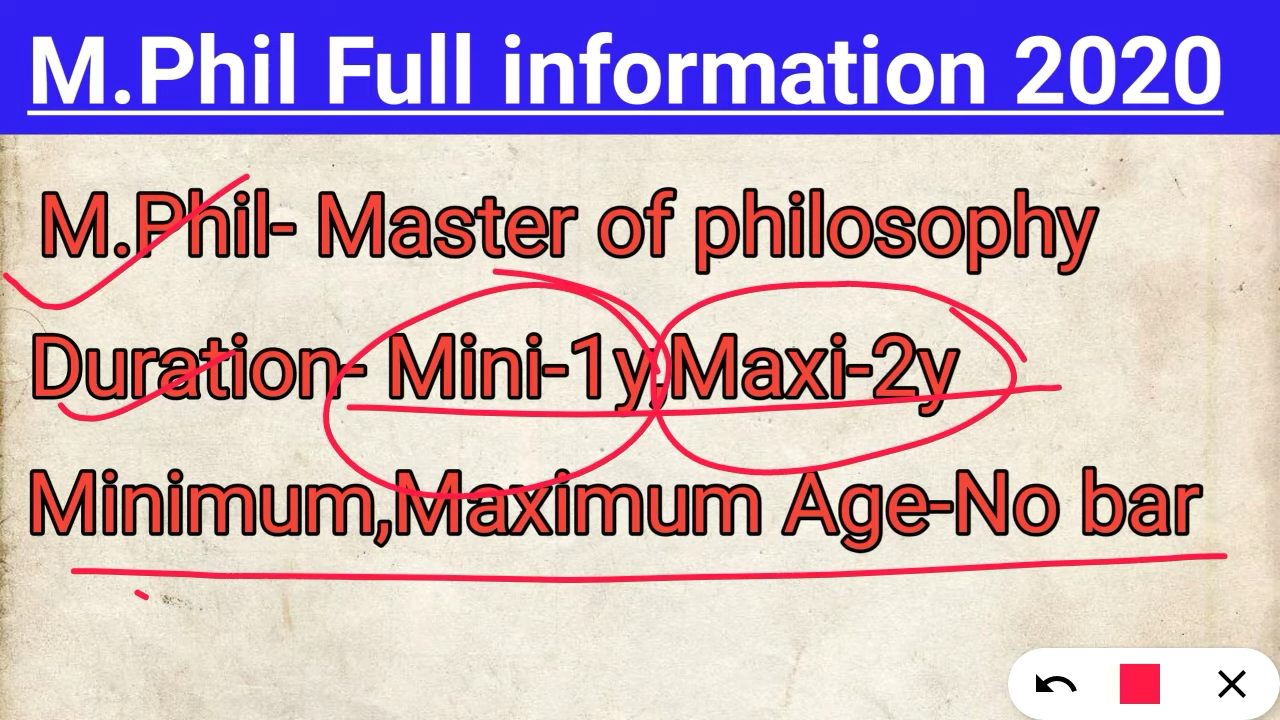 M.Phil Full information 2020
M.Phil- Master of philosophy
Duration- Mini-1y,Maxi-2y
Minimum,Maximum Age-No bar